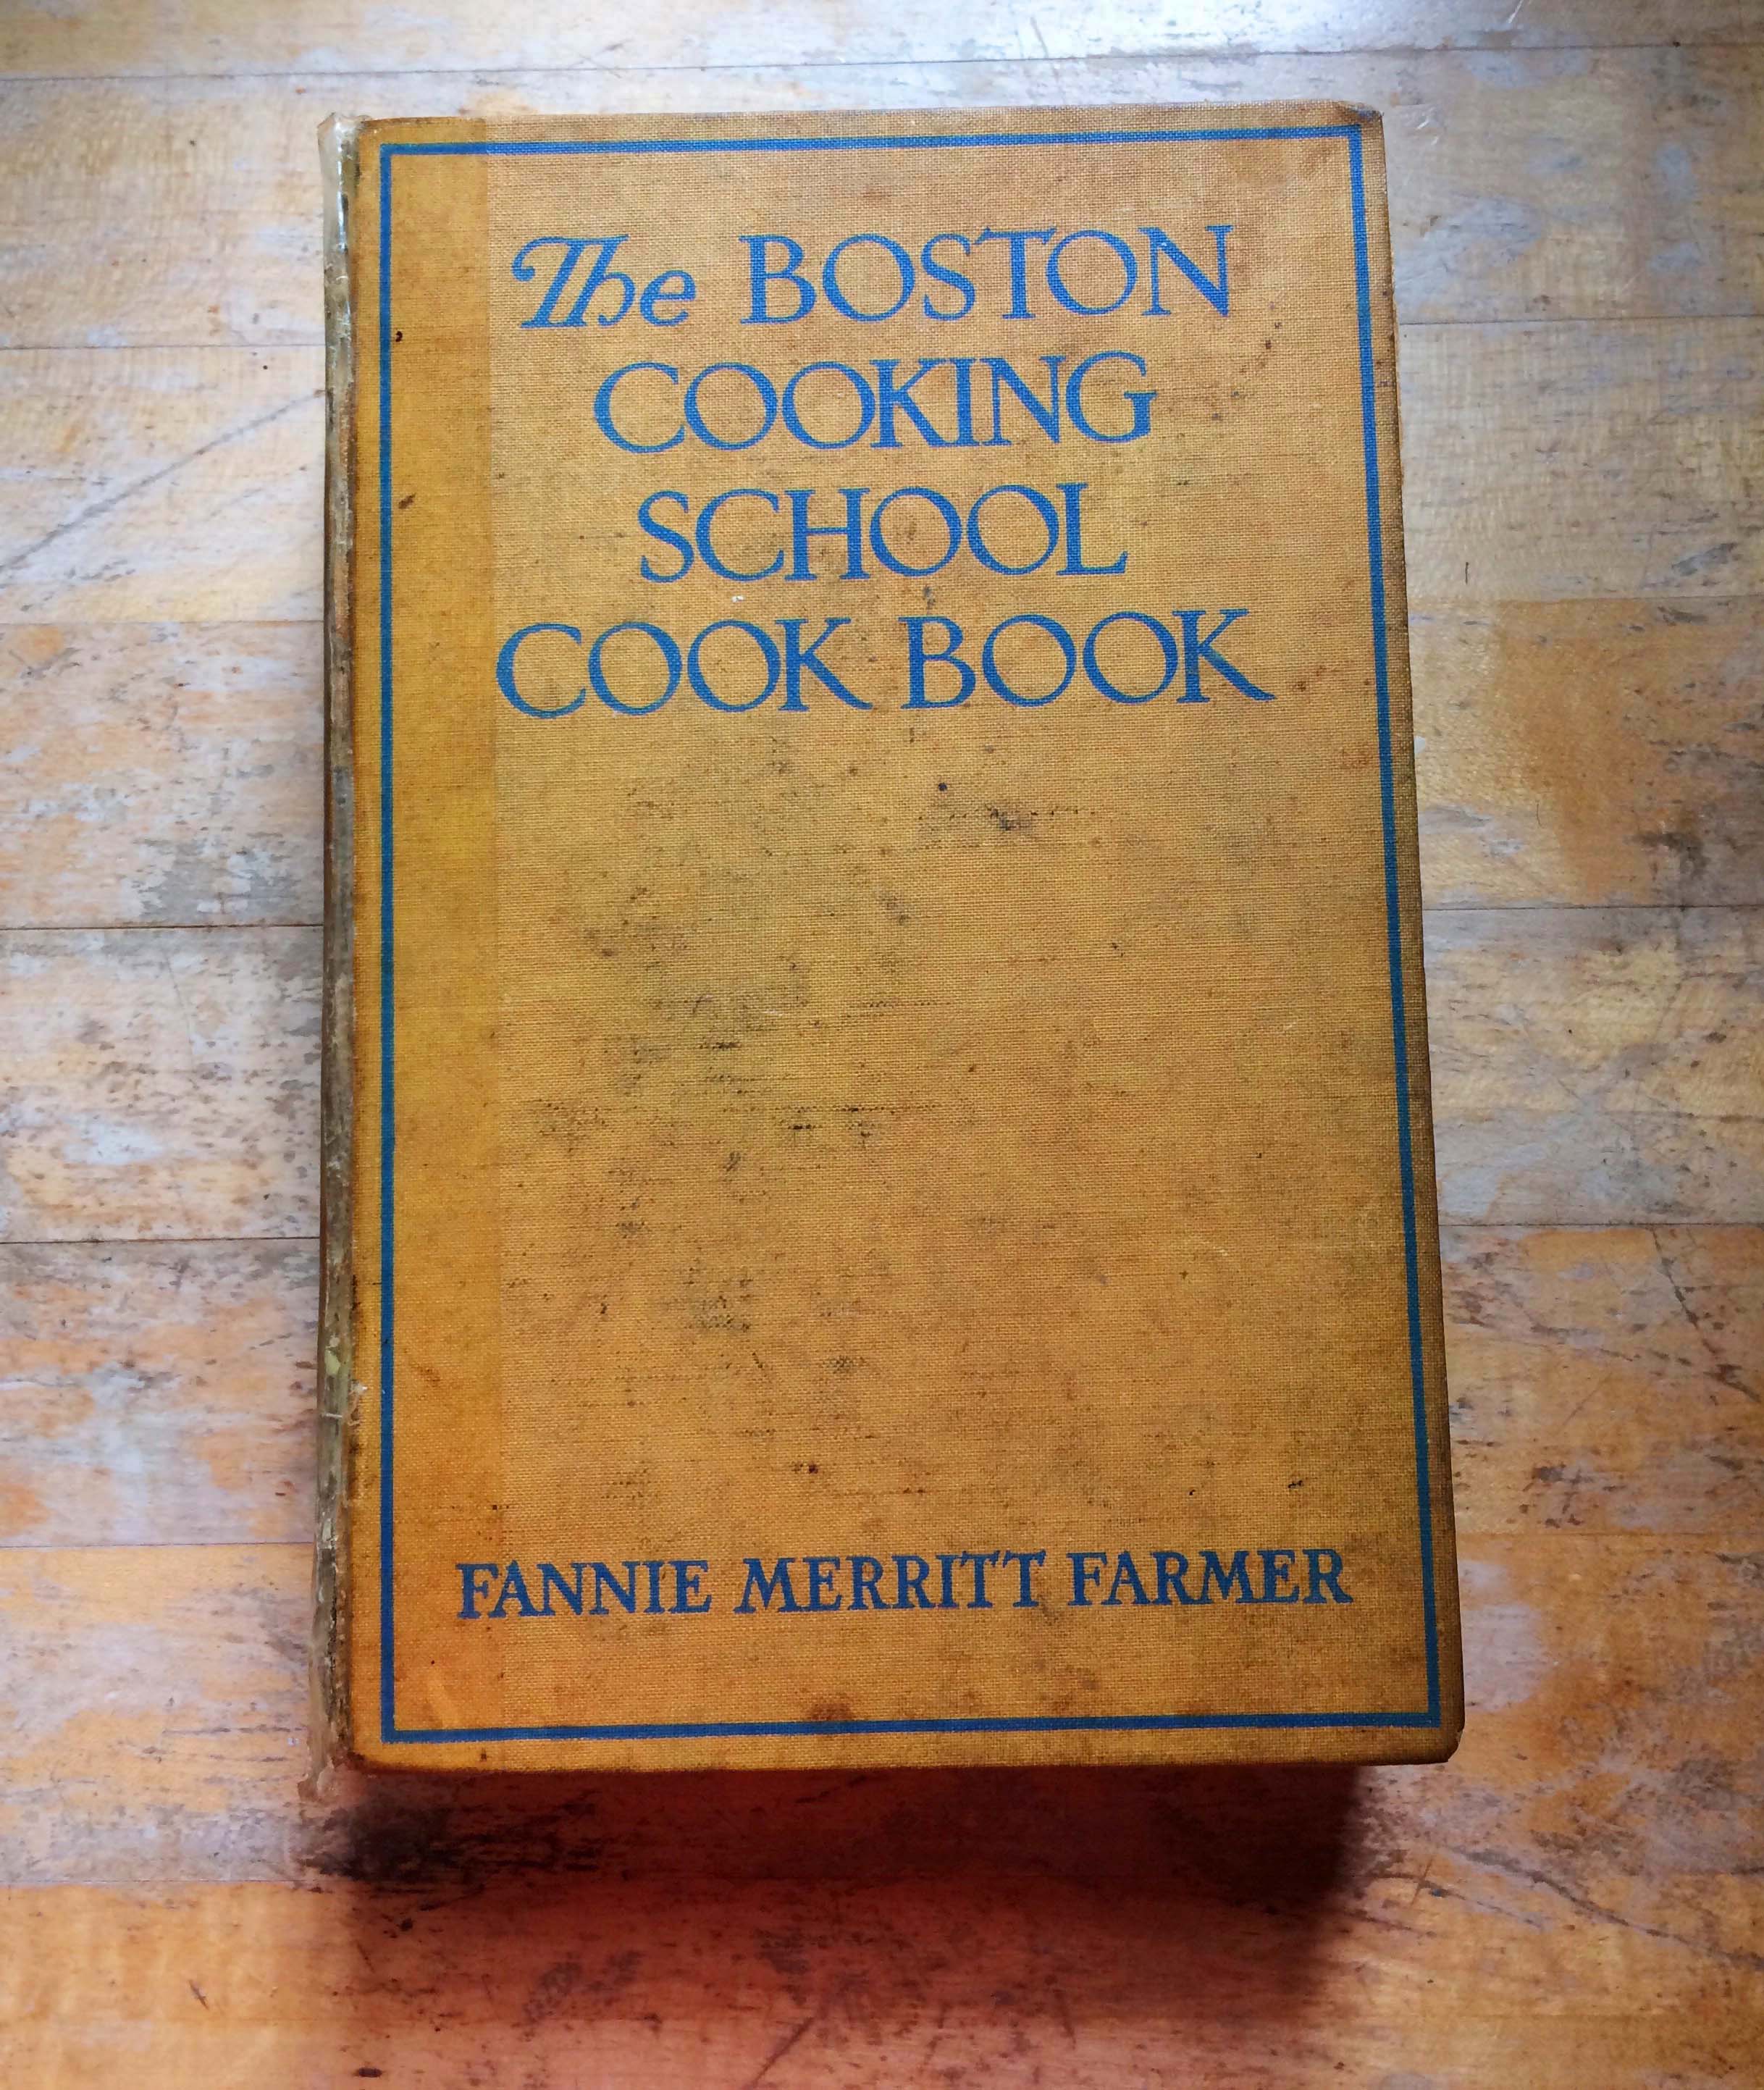 The BOSTON
COOKING
SCHOOL
COOK BOOK
FANNIE MERRITT FARMER